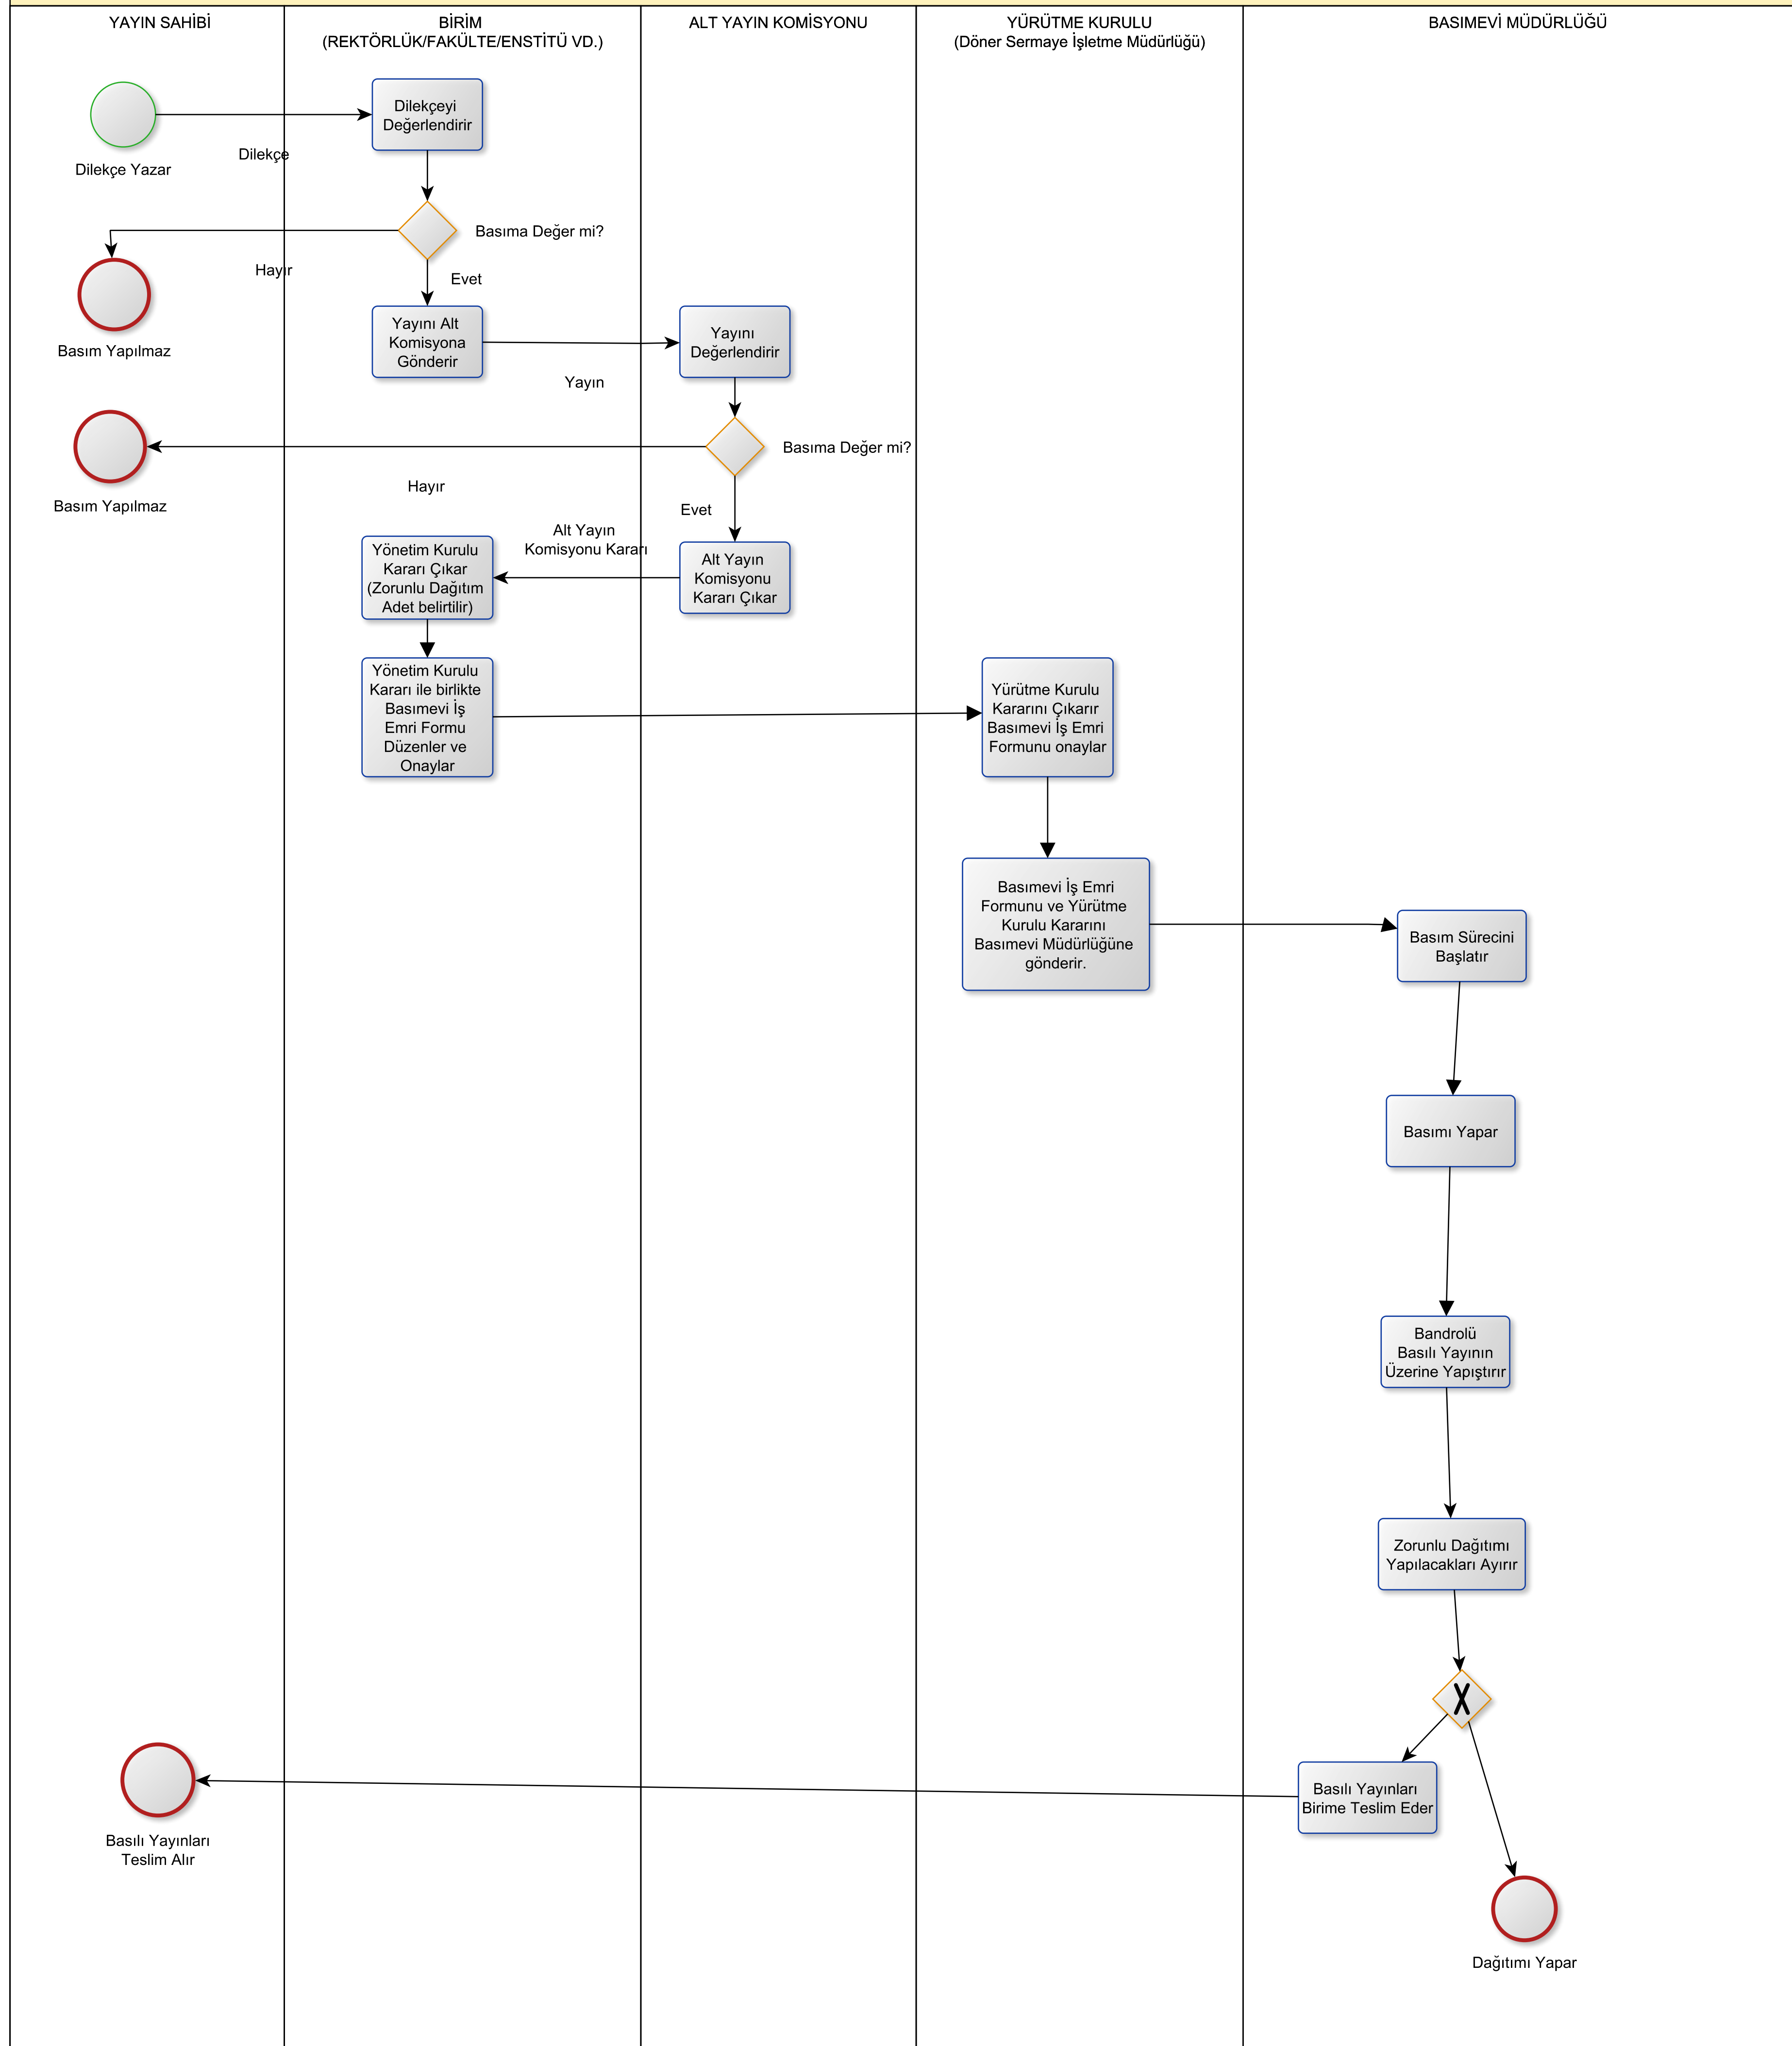 YAYIN SAHİBİ
BİRİM
(REKTÖRLÜK/FAKÜLTE/ENSTİTÜ VD.)
ALT YAYIN KOMİSYONU
YÜRÜTME KURULU
(Döner Sermaye İşletme Müdürlüğü)
BASIMEVİ MÜDÜRLÜĞÜ
Dilekçe Yazar
Dilekçe
Dilekçeyi
Değerlendirir
Basıma Değer mi?
Hayır
Evet
Basım Yapılmaz
Yayını Alt
Komisyona
Gönderir
Yayın
Yayını
Değerlendirir
Basıma Değer mi?
Hayır
Basım Yapılmaz
Evet
Alt Yayın
Komisyonu Kararı
Alt Yayın
Komisyonu
Kararı Çıkar
Yönetim Kurulu
Kararı Çıkar
(Zorunlu Dağıtım
Adet belirtilir)
Yönetim Kurulu
Kararı ile birlikte
Basımevi İş
Emri Formu
Düzenler ve
Onaylar
Yürütme Kurulu
Kararını Çıkarır
Basımevi İş Emri
Formunu onaylar
Basımevi İş Emri
Formunu ve Yürütme
Kurulu Kararını
Basımevi Müdürlüğüne
gönderir.
Basım Sürecini
Başlatır
Basımı Yapar
Bandrolü
Basılı Yayının
Üzerine Yapıştırır
Zorunlu Dağıtımı
Yapılacakları Ayırır
Basılı Yayınları
Birime Teslim Eder
Basılı Yayınları
Teslim Alır
Dağıtımı Yapar